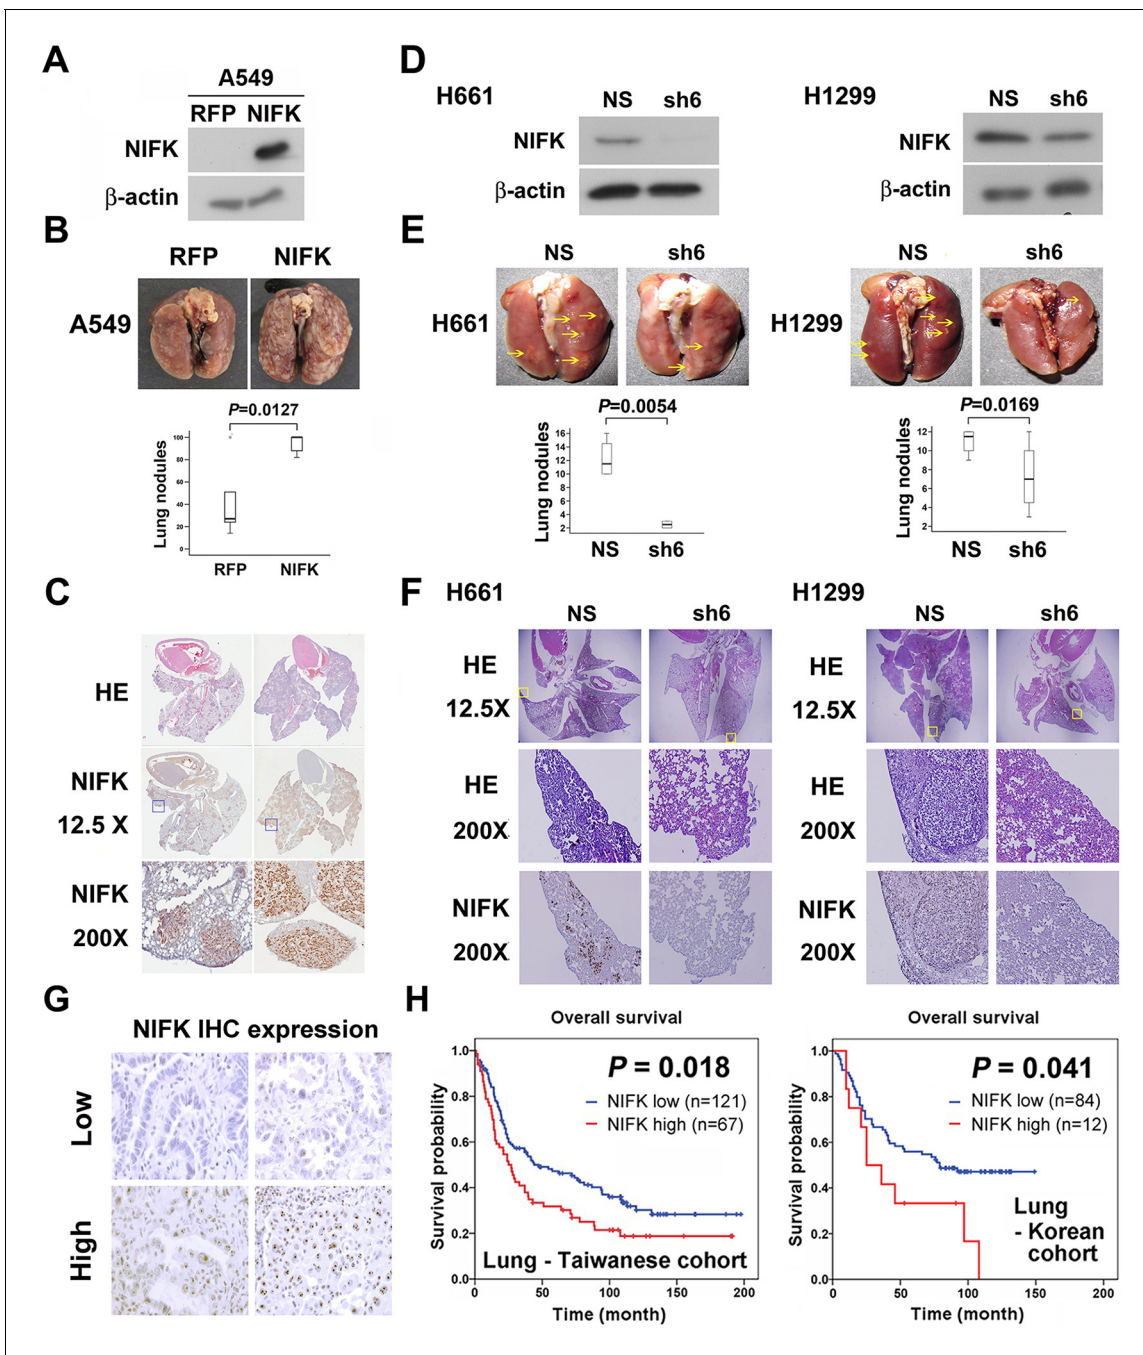 A
A549
RFP NIFK
NIFK
β-actin
B
RFP NIFK
A549
P=0.0127
Lung nodules
100
80
60
40
20
0
RFP NIFK
C
HE
NIFK
12.5 X
NIFK
200X
D
H661
NS sh6
NIFK
β-actin
H1299
NS sh6
NIFK
β-actin
E
NS sh6
H661
NS sh6
H1299
P=0.0054
Lung nodules
16
14
12
10
8
6
4
2
NS sh6
P=0.0169
Lung nodules
12
10
8
6
4
2
NS sh6
F
H661
NS sh6
HE
12.5X
HE
200X
NIFK
200X
H1299
NS sh6
HE
12.5X
HE
200X
NIFK
200X
G
NIFK IHC expression
Low
High
H
Overall survival
P = 0.018
NIFK low (n=121)
NIFK high (n=67)
Survival probability
1.0
0.8
0.6
0.4
0.2
0.0
Lung - Taiwanese cohort
0 50 100 150 200
Time (month)
Overall survival
P = 0.041
NIFK low (n=84)
NIFK high (n=12)
Survival probability
1.0
0.8
0.6
0.4
0.2
0.0
Lung
- Korean
cohort
0 50 100 150 200
Time (month)